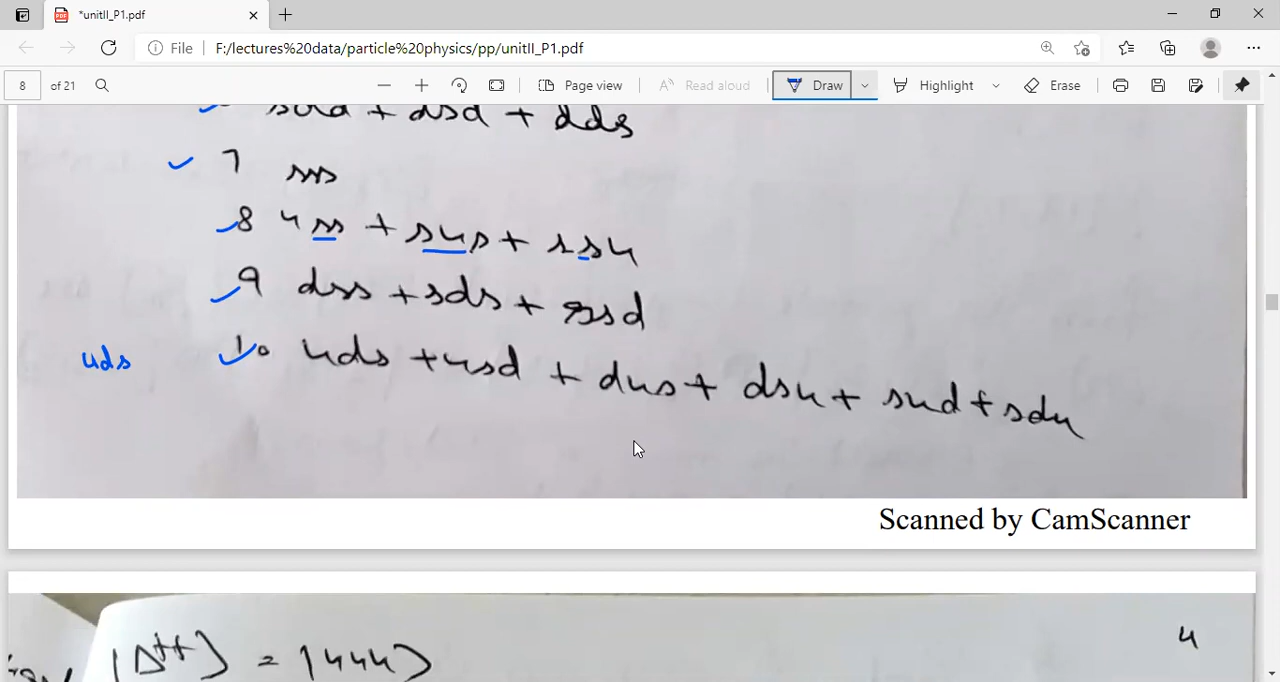 *unitII_P1.pdf
File F:/lectures%20data/particle%20physics/pp/unitII_P1.pdf
8 of 21 Page view Read aloud Draw Highlight Erase
+ dsd + dds
7 sss
8 uss + sus + ssu
9 dss + sds + ssd
uds 10 uds + usd + dus + dsu + sud + sdu
Scanned by CamScanner
4
|Δ++⟩ = |uuu⟩